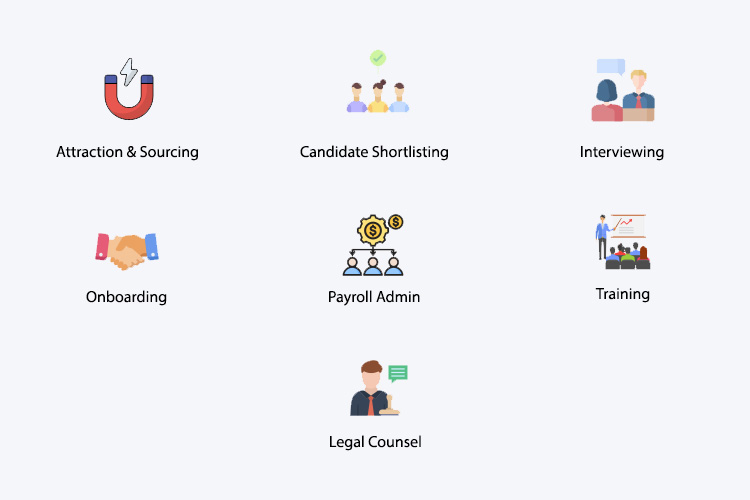 Attraction & Sourcing
Candidate Shortlisting
Interviewing
Onboarding
Payroll Admin
Training
Legal Counsel